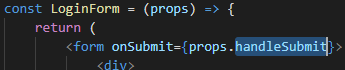 const LoginForm = (props) => {
return (
<form onSubmit={props.handleSubmit}>
<div>